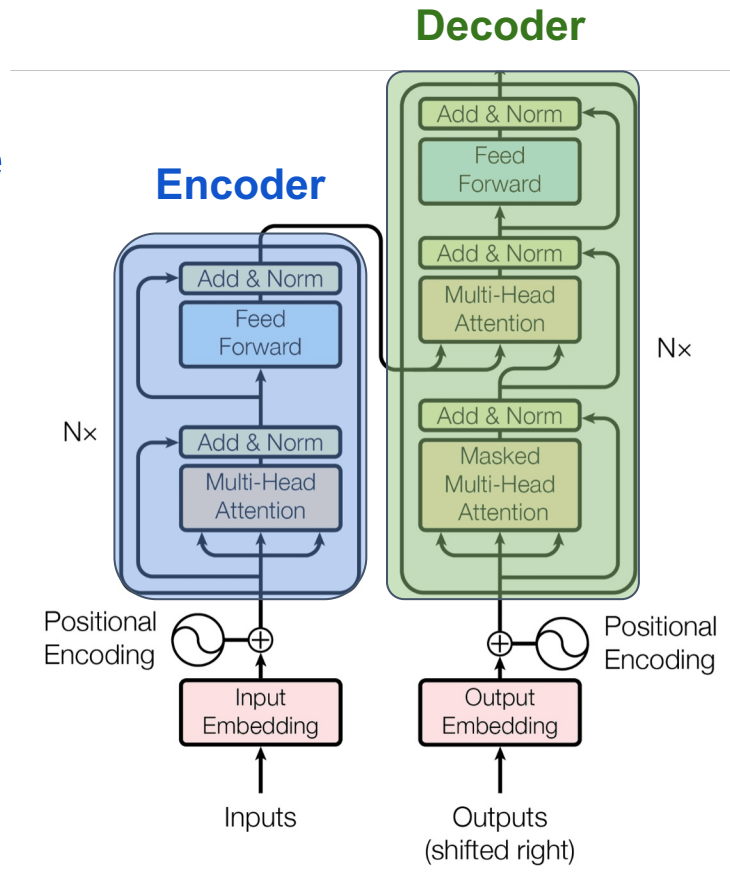 Decoder
Encoder
Add & Norm
Feed
Forward
Add & Norm
Multi-Head
Attention
Add & Norm
Masked
Multi-Head
Attention
N×
Add & Norm
Feed
Forward
Add & Norm
Multi-Head
Attention
N×
Positional
Encoding
Positional
Encoding
Input
Embedding
Output
Embedding
Inputs
Outputs
(shifted right)